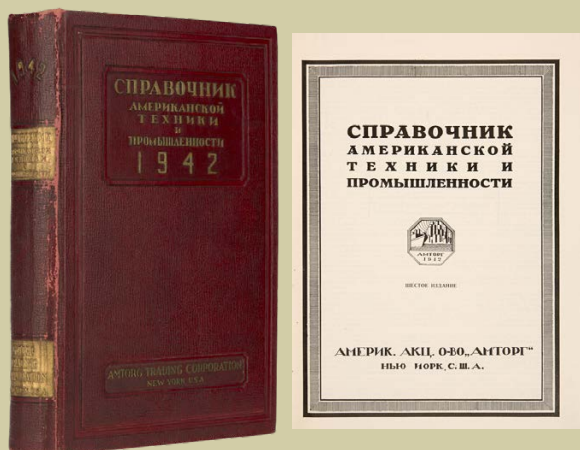 1942
СПРАВОЧНИК
АМЕРИКАНСКОЙ
ТЕХНИКИ
И
ПРОМЫШЛЕННОСТИ
1942
AMTORG TRADING CORPORATION
NEW YORK, U.S.A.
СПРАВОЧНИК
АМЕРИКАНСКОЙ
ТЕХНИКИ И
ПРОМЫШЛЕННОСТИ
АМТОРГ
1942
ШЕСТОЕ ИЗДАНИЕ
АМЕРИК. АКЦ. О-ВО „АМТОРГ“
НЬЮ ЙОРК, С. Ш. А.